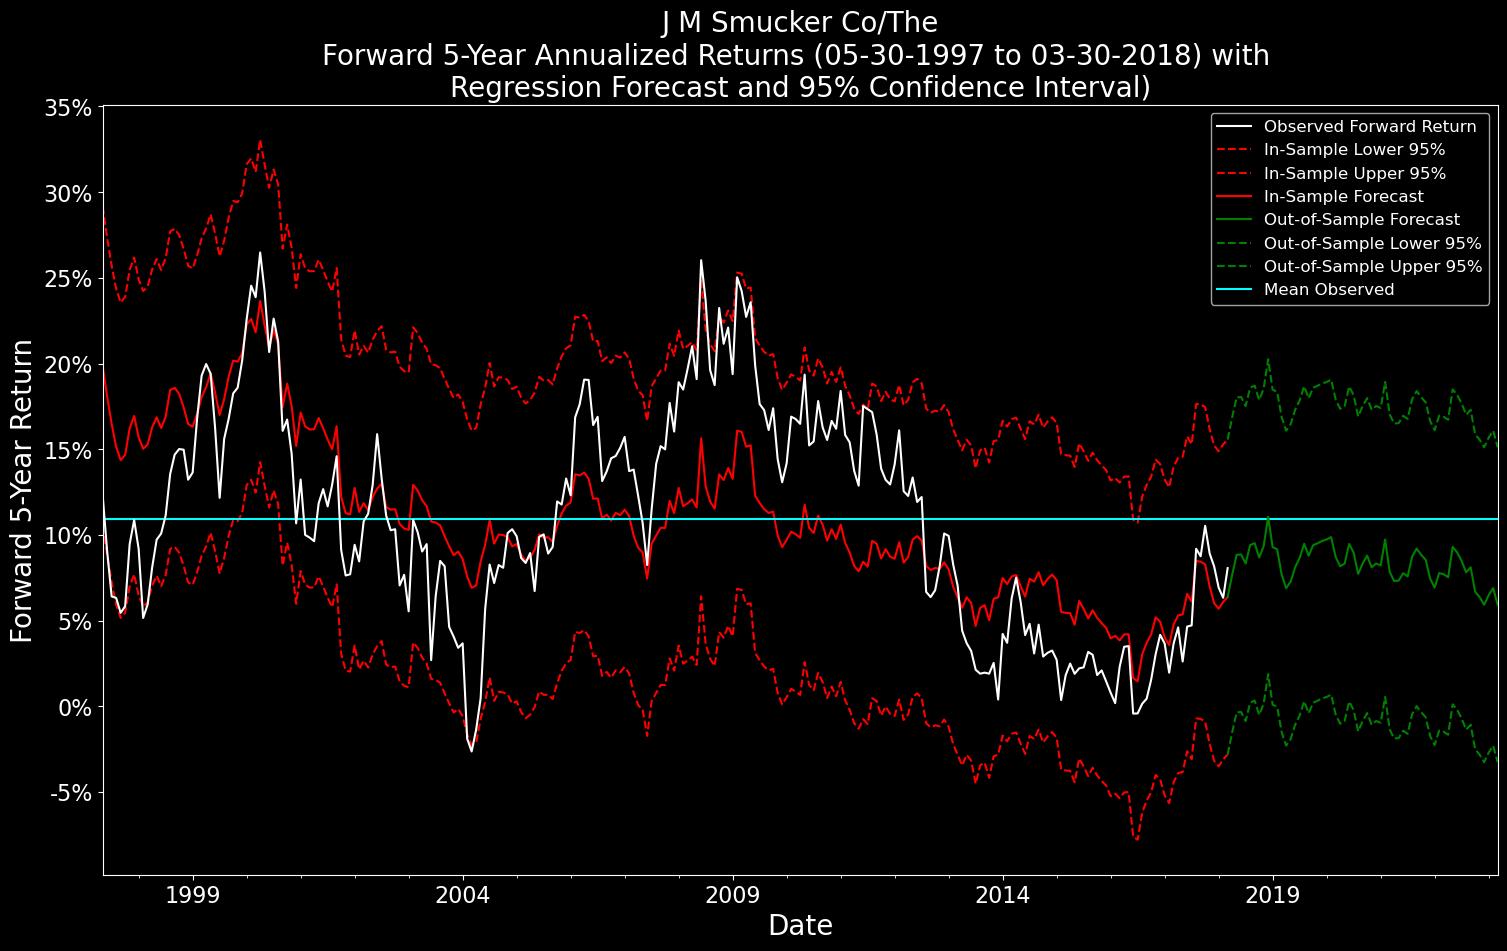 J M Smucker Co/The
Forward 5-Year Annualized Returns (05-30-1997 to 03-30-2018) with
Regression Forecast and 95% Confidence Interval)
35%
30%
25%
20%
15%
10%
5%
0%
-5%
Forward 5-Year Return
Observed Forward Return
In-Sample Lower 95%
In-Sample Upper 95%
In-Sample Forecast
Out-of-Sample Forecast
Out-of-Sample Lower 95%
Out-of-Sample Upper 95%
Mean Observed
1999
2004
2009
2014
2019
Date